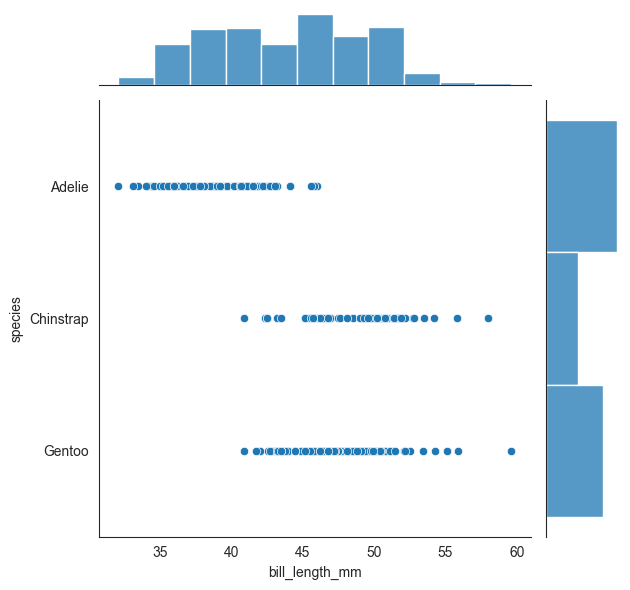 Adelie
Chinstrap
Gentoo
species
35 40 45 50 55 60
bill_length_mm